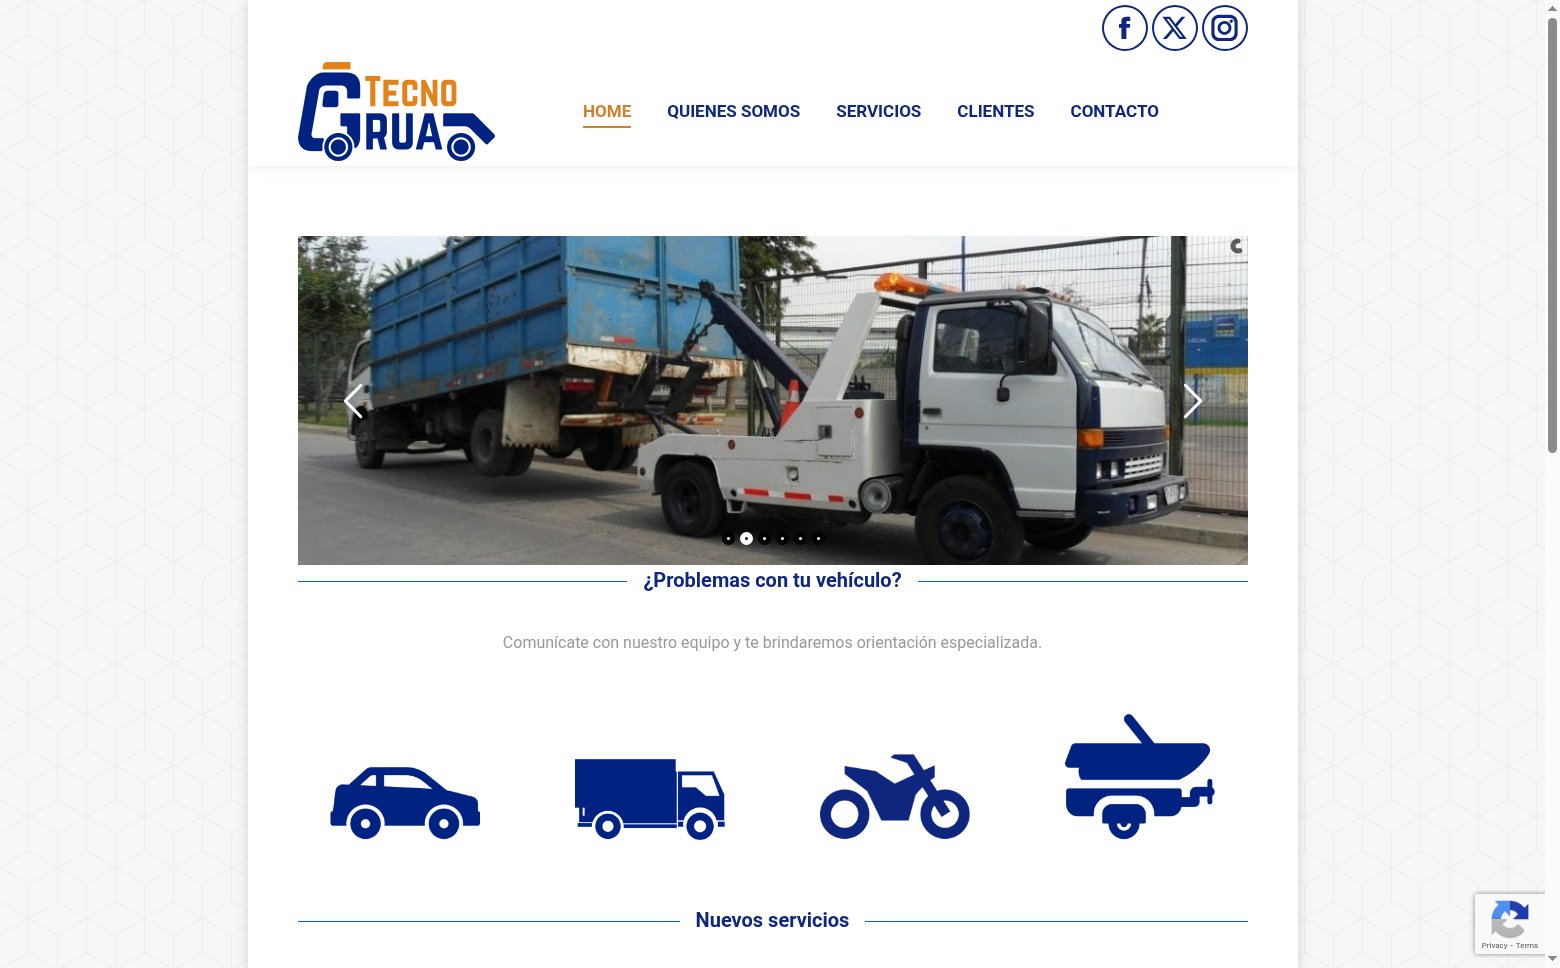 TECNO
GRUA
HOME
QUIENES SOMOS
SERVICIOS
CLIENTES
CONTACTO
LOCAL
¿Problemas con tu vehículo?
Comunícate con nuestro equipo y te brindaremos orientación especializada.
Nuevos servicios
Privacy - Terms